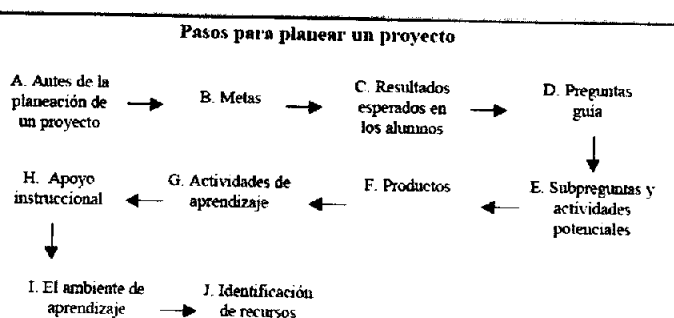 Pasos para planear un proyecto
A. Antes de la
planeación de
un proyecto
B. Metas
C. Resultados
esperados en
los alumnos
D. Preguntas
guía
E. Subpreguntas y
actividades
potenciales
F. Productos
G. Actividades de
aprendizaje
H. Apoyo
instruccional
I. El ambiente de
aprendizaje
J. Identificación
de recursos